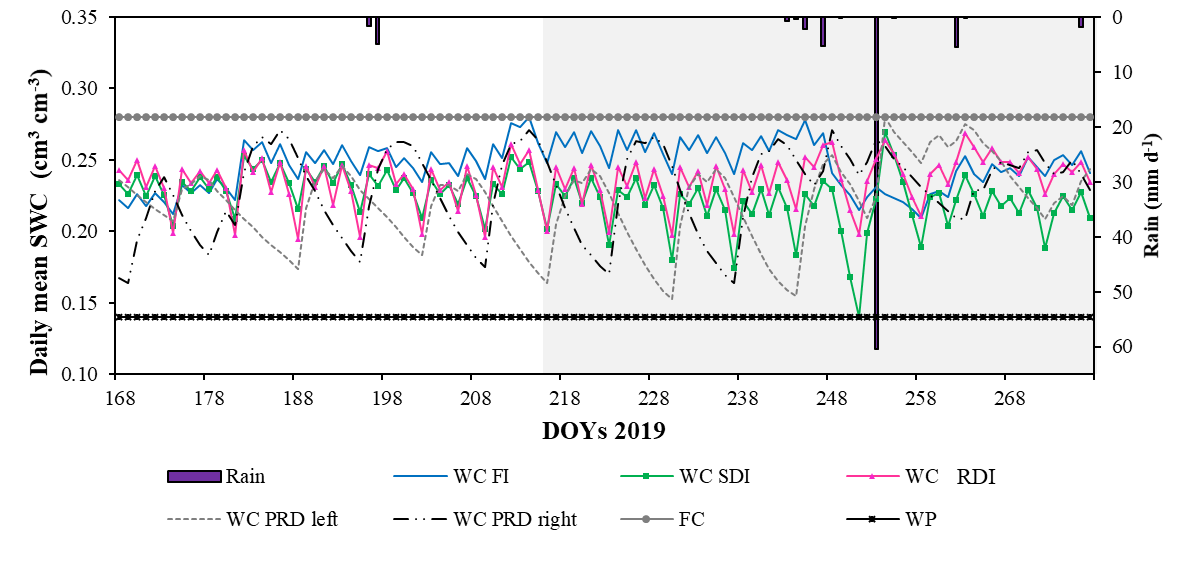 0.35
0.30
0.25
0.20
0.15
0.10
Daily mean SWC (cm³ cm⁻³)
0
10
20
30
40
50
60
Rain (mm d⁻¹)
168 178 188 198 208 218 228 238 248 258 268
DOYs 2019
Rain WC FI WC SDI WC RDI
WC PRD left WC PRD right FC WP